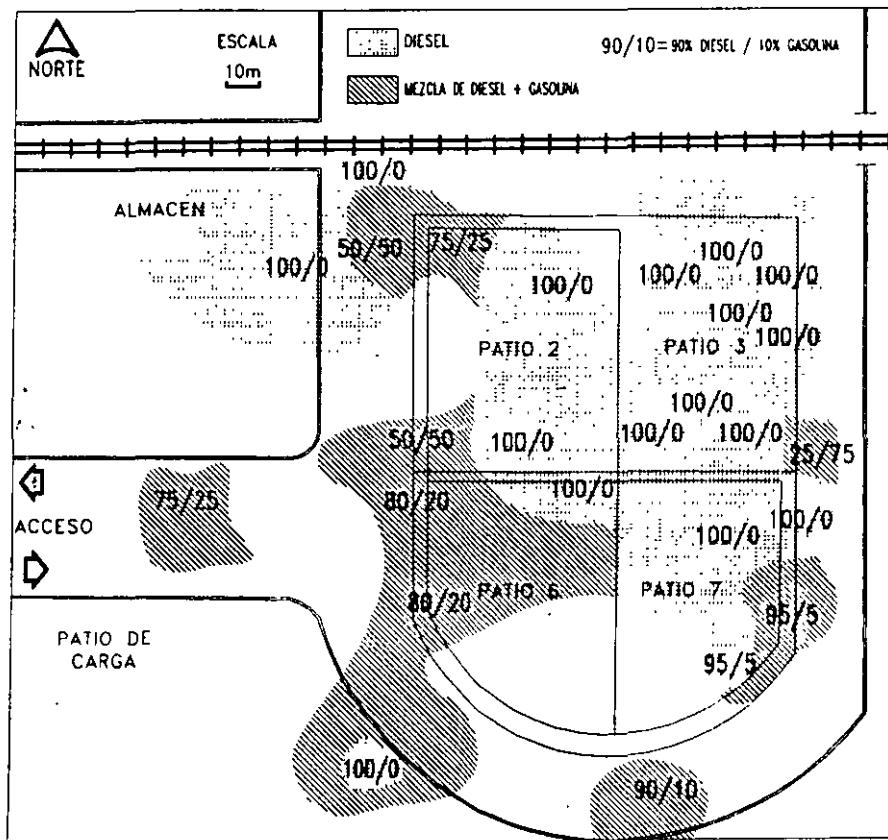 NORTE
ESCALA
10m
DIESEL
MEZCLA DE DIESEL + GASOLINA
90/10=90% DIESEL / 10% GASOLINA
100/0
ALMACEN
50/50
75/25
100/0
100/0
100/0
100/0
100/0
100/0
100/0
PATIO 2
PATIO 3
100/0
50/50
100/0
100/0
100/0
25/75
75/25
80/20
100/0
ACCESO
100/0
100/0
80/20
PATIO 6
PATIO 7
95/5
PATIO DE
CARGA
95/5
100/0
90/10